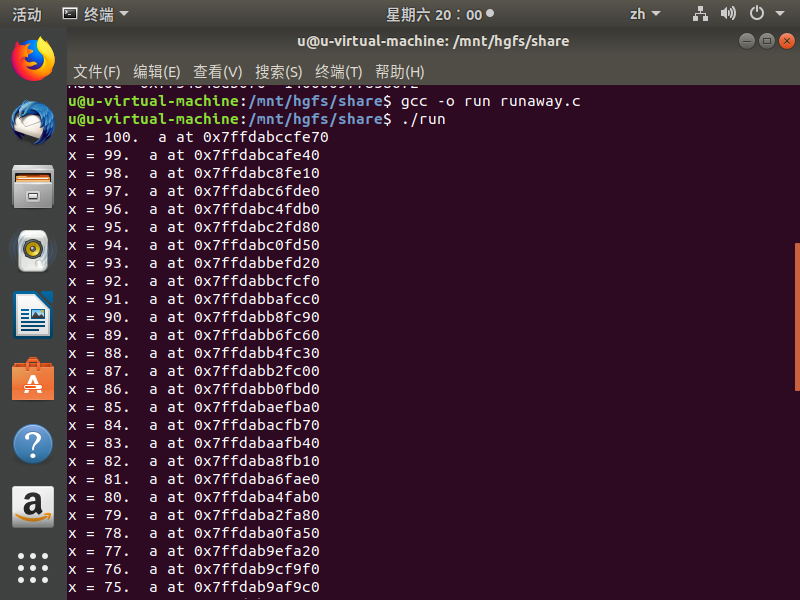 活动 终端 星期六 20：00 zh
u@u-virtual-machine: /mnt/hgfs/share
文件(F) 编辑(E) 查看(V) 搜索(S) 终端(T) 帮助(H)
u@u-virtual-machine:/mnt/hgfs/share$ gcc -o run runaway.c
u@u-virtual-machine:/mnt/hgfs/share$ ./run
x = 100.  a at 0x7ffdabccfe70
x = 99.  a at 0x7ffdabcafe40
x = 98.  a at 0x7ffdabc8fe10
x = 97.  a at 0x7ffdabc6fde0
x = 96.  a at 0x7ffdabc4fdb0
x = 95.  a at 0x7ffdabc2fd80
x = 94.  a at 0x7ffdabc0fd50
x = 93.  a at 0x7ffdabbefd20
x = 92.  a at 0x7ffdabbcfcf0
x = 91.  a at 0x7ffdabbafcc0
x = 90.  a at 0x7ffdabb8fc90
x = 89.  a at 0x7ffdabb6fc60
x = 88.  a at 0x7ffdabb4fc30
x = 87.  a at 0x7ffdabb2fc00
x = 86.  a at 0x7ffdabb0fbd0
x = 85.  a at 0x7ffdabaefba0
x = 84.  a at 0x7ffdabacfb70
x = 83.  a at 0x7ffdabaafb40
x = 82.  a at 0x7ffdaba8fb10
x = 81.  a at 0x7ffdaba6fae0
x = 80.  a at 0x7ffdaba4fab0
x = 79.  a at 0x7ffdaba2fa80
x = 78.  a at 0x7ffdaba0fa50
x = 77.  a at 0x7ffdab9efa20
x = 76.  a at 0x7ffdab9cf9f0
x = 75.  a at 0x7ffdab9af9c0